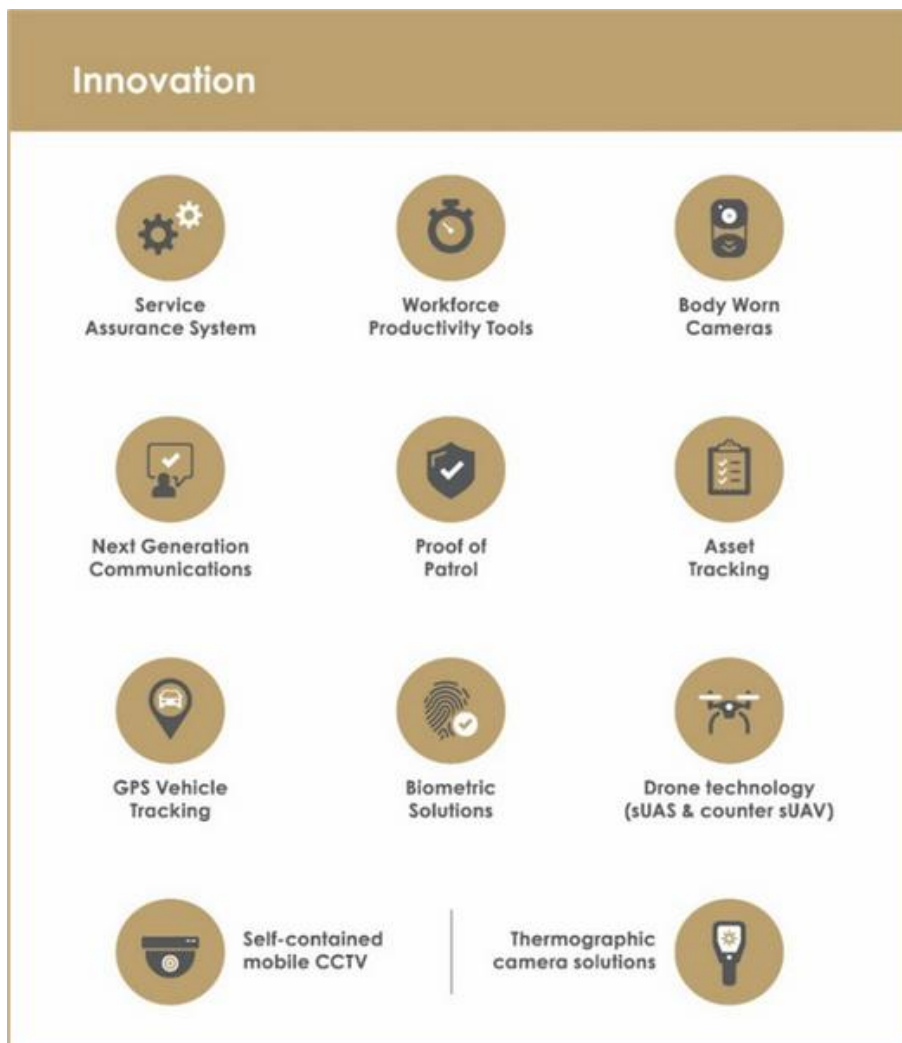 Innovation
Service
Assurance System
Workforce
Productivity Tools
Body Worn
Cameras
Next Generation
Communications
Proof of
Patrol
Asset
Tracking
GPS Vehicle
Tracking
Biometric
Solutions
Drone technology
(sUAS & counter sUAV)
Self-contained
mobile CCTV
Thermographic
camera solutions